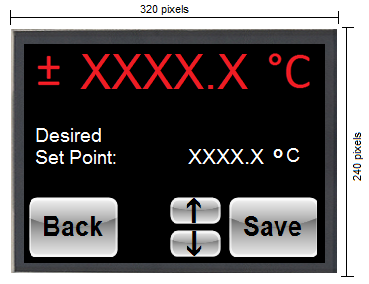 320 pixels
± XXXX.X °C
Desired
Set Point: XXXX.X °C
Back ↑ Save
↓
240 pixels